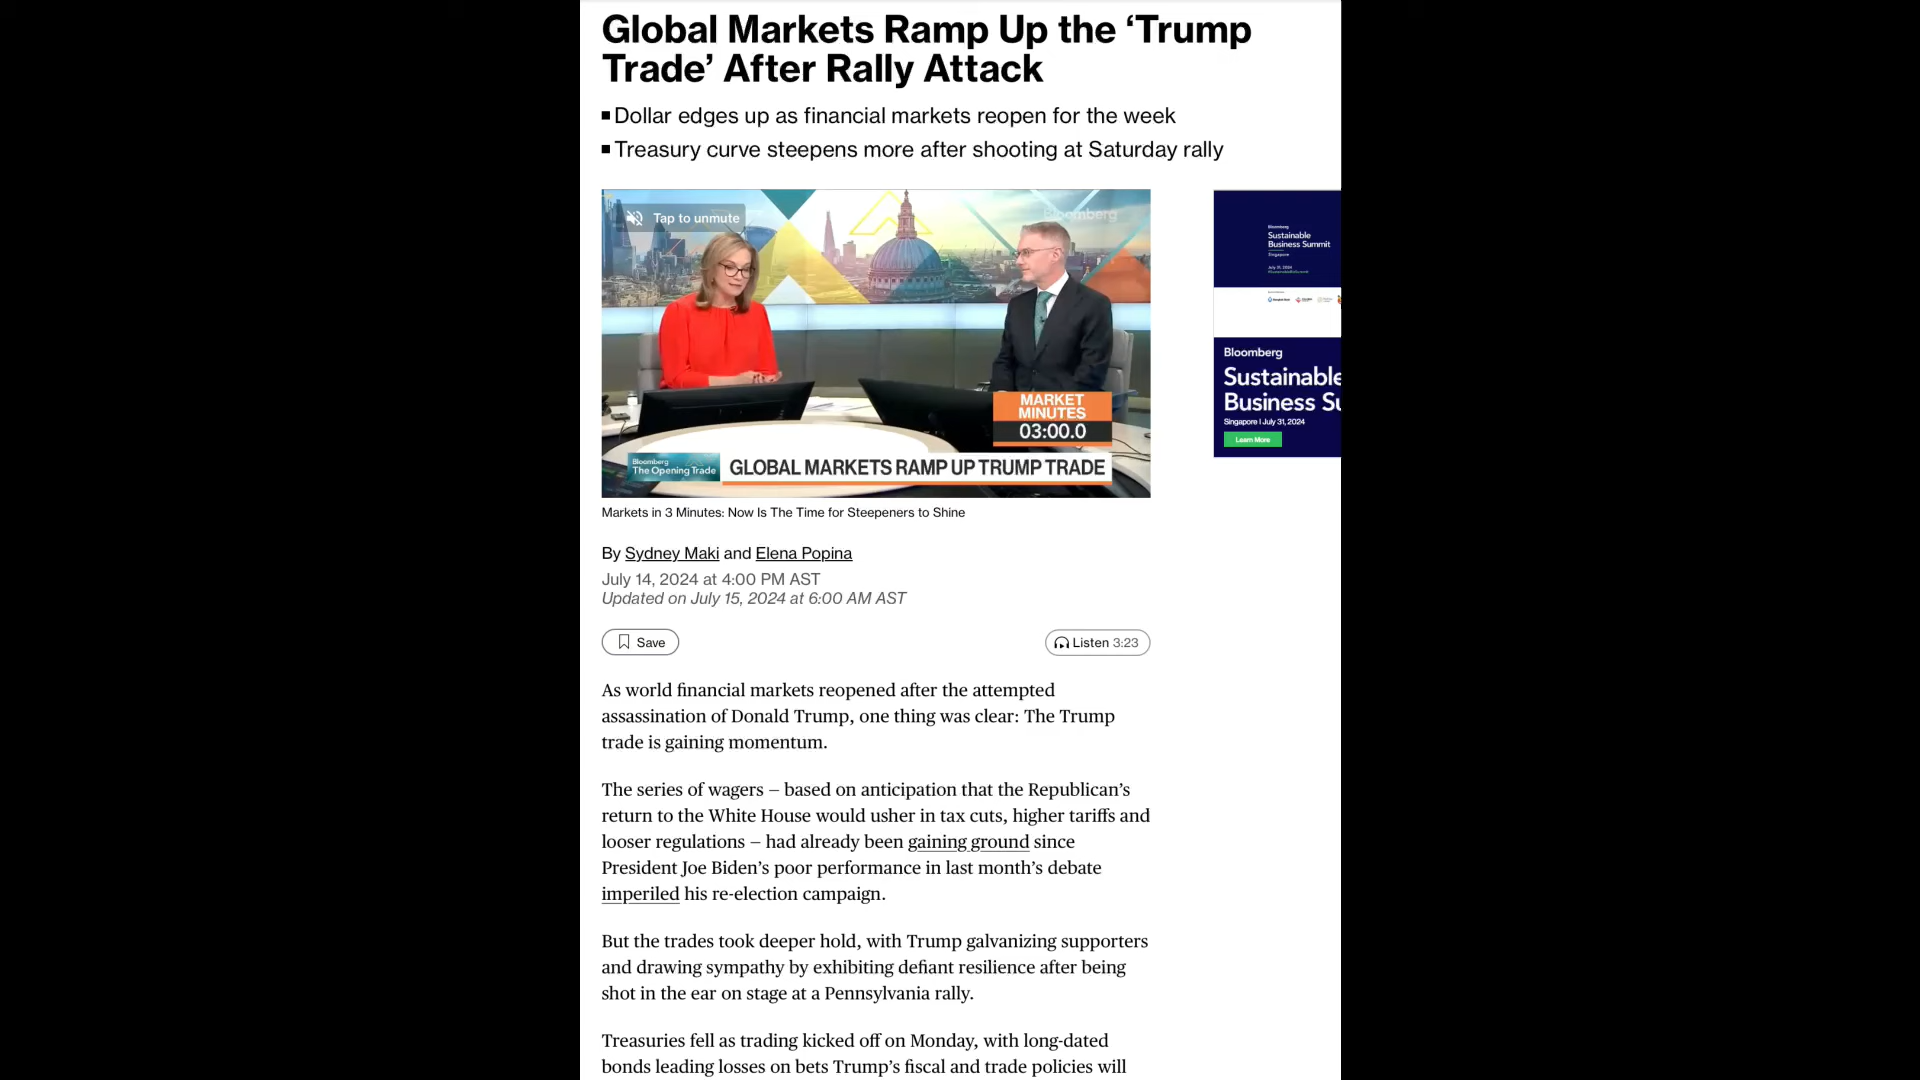 Global Markets Ramp Up the ‘Trump
Trade’ After Rally Attack
Dollar edges up as financial markets reopen for the week
Treasury curve steepens more after shooting at Saturday rally
Tap to unmute
Bloomberg
MARKET
MINUTES
03:00.0
Bloomberg
The Opening Trade
GLOBAL MARKETS RAMP UP TRUMP TRADE
Bloomberg
Sustainable
Business Summit
Singapore
July 31, 2024
Bloomberg
Sustainable
Business Su
Singapore | July 31, 2024
Learn More
Markets in 3 Minutes: Now Is The Time for Steepeners to Shine
By Sydney Maki and Elena Popina
July 14, 2024 at 4:00 PM AST
Updated on July 15, 2024 at 6:00 AM AST
Save
Listen 3:23
As world financial markets reopened after the attempted
assassination of Donald Trump, one thing was clear: The Trump
trade is gaining momentum.
The series of wagers — based on anticipation that the Republican’s
return to the White House would usher in tax cuts, higher tariffs and
looser regulations — had already been gaining ground since
President Joe Biden’s poor performance in last month’s debate
imperiled his re-election campaign.
But the trades took deeper hold, with Trump galvanizing supporters
and drawing sympathy by exhibiting defiant resilience after being
shot in the ear on stage at a Pennsylvania rally.
Treasuries fell as trading kicked off on Monday, with long-dated
bonds leading losses on bets Trump’s fiscal and trade policies will